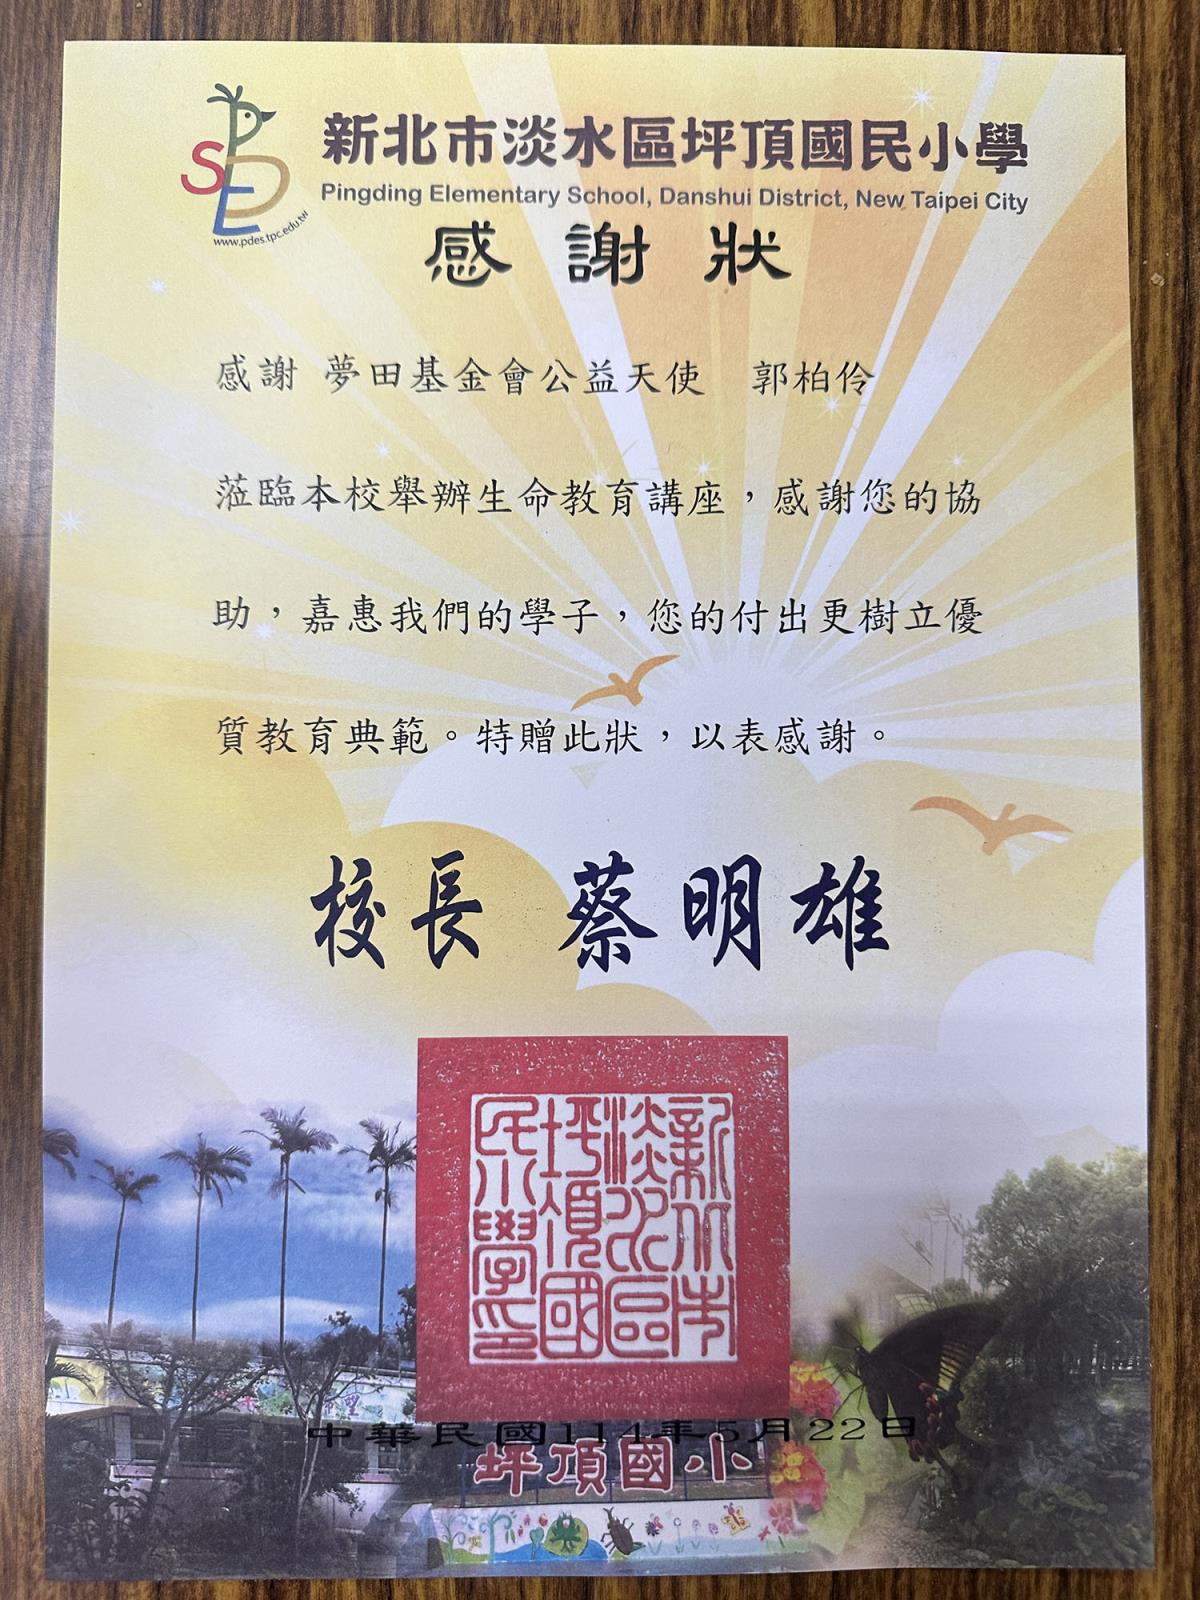 新北市淡水區坪頂國民小學
Pingding Elementary School, Danshui District, New Taipei City
SPED
www.pdes.tpc.edu.tw
感謝狀
感謝 夢田基金會公益天使 郭柏伶
蒞臨本校舉辦生命教育講座，感謝您的協
助，嘉惠我們的學子，您的付出更樹立優
質教育典範。特贈此狀，以表感謝。
校長 蔡明雄
新北市
淡水區
坪頂國
民小學印
中華民國114年5月22日
坪頂國小